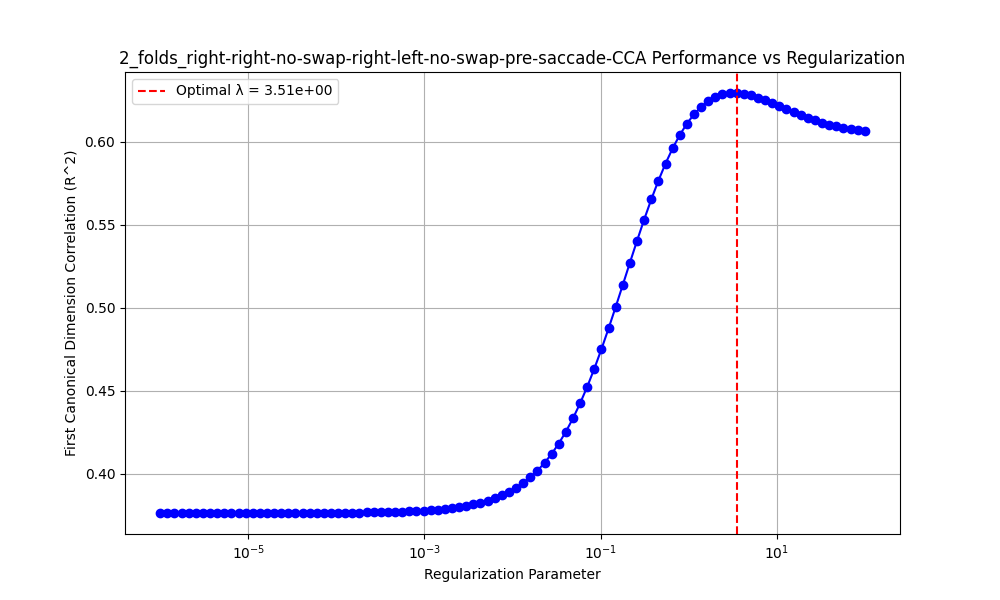 2_folds_right-right-no-swap-right-left-no-swap-pre-saccade-CCA Performance vs Regularization
Optimal λ = 3.51e+00
First Canonical Dimension Correlation (R^2)
0.60
0.55
0.50
0.45
0.40
10⁻⁵
10⁻³
10⁻¹
10¹
Regularization Parameter